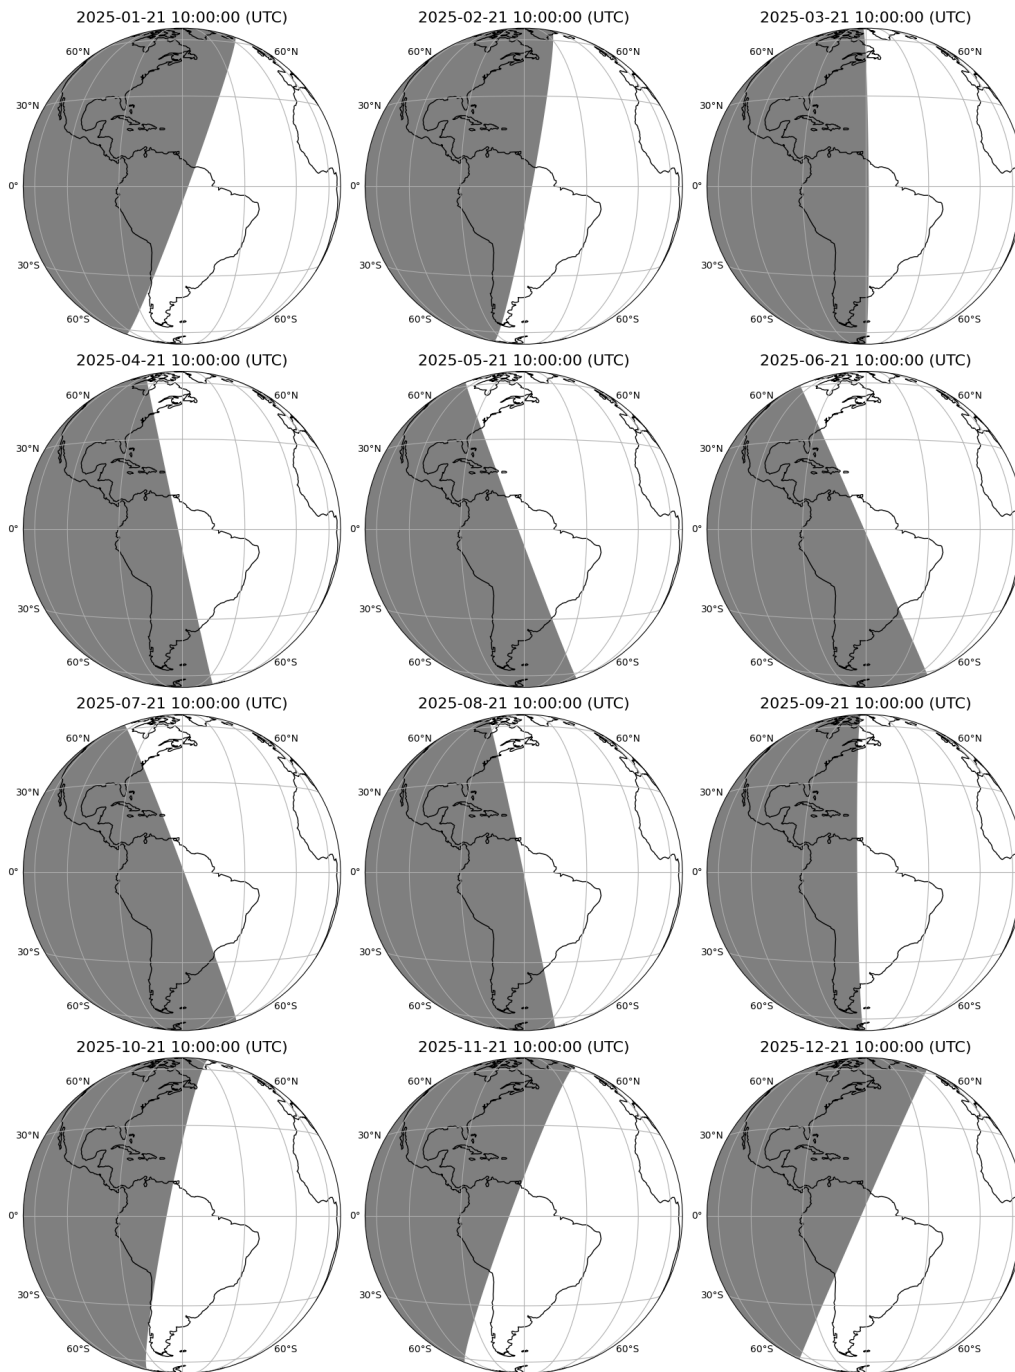 2025-01-21 10:00:00 (UTC) 2025-02-21 10:00:00 (UTC) 2025-03-21 10:00:00 (UTC)
60°N 60°N 60°N 60°N 60°N 60°N
30°N 30°N 30°N
0° 0° 0°
30°S 30°S 30°S
60°S 60°S 60°S 60°S 60°S 60°S
2025-04-21 10:00:00 (UTC) 2025-05-21 10:00:00 (UTC) 2025-06-21 10:00:00 (UTC)
60°N 60°N 60°N 60°N 60°N 60°N
30°N 30°N 30°N
0° 0° 0°
30°S 30°S 30°S
60°S 60°S 60°S 60°S 60°S 60°S
2025-07-21 10:00:00 (UTC) 2025-08-21 10:00:00 (UTC) 2025-09-21 10:00:00 (UTC)
60°N 60°N 60°N 60°N 60°N 60°N
30°N 30°N 30°N
0° 0° 0°
30°S 30°S 30°S
60°S 60°S 60°S 60°S 60°S 60°S
2025-10-21 10:00:00 (UTC) 2025-11-21 10:00:00 (UTC) 2025-12-21 10:00:00 (UTC)
60°N 60°N 60°N 60°N 60°N 60°N
30°N 30°N 30°N
0° 0° 0°
30°S 30°S 30°S
60°S 60°S 60°S 60°S 60°S 60°S